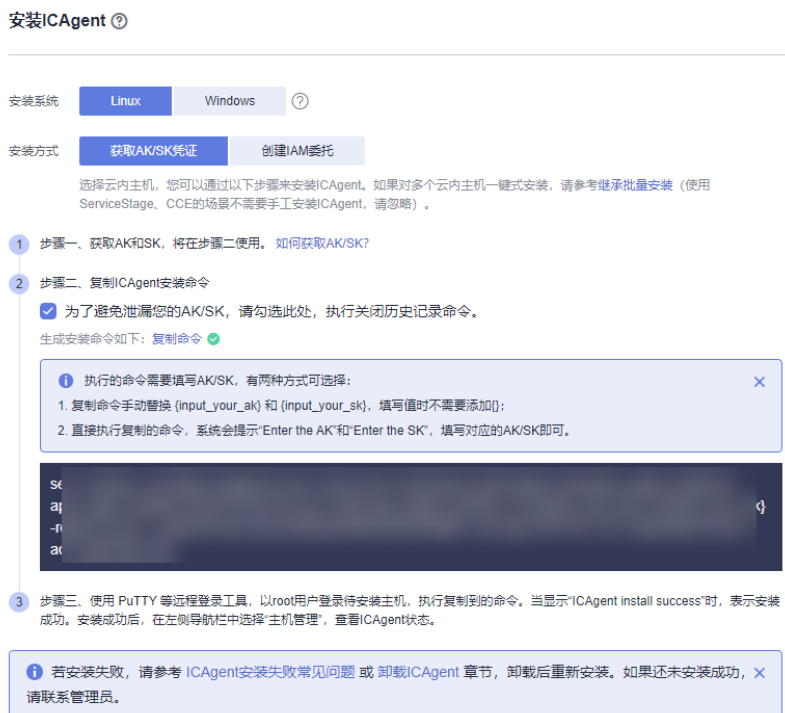 安装ICAgent ?
安装系统 Linux Windows ?
安装方式 获取AK/SK凭证 创建IAM委托
选择云内主机，您可以通过以下步骤来安装ICAgent。如果对多个云内主机一键式安装，请参考继承批量安装（使用
ServiceStage、CCE的场景不需要手工安装ICAgent，请忽略）。
1 步骤一、获取AK和SK，将在步骤二使用。 如何获取AK/SK?
2 步骤二、复制ICAgent安装命令
为了避免泄漏您的AK/SK，请勾选此处，执行关闭历史记录命令。
生成安装命令如下：复制命令
执行的命令需要填写AK/SK，有两种方式可选择：
1. 复制命令手动替换 {input_your_ak} 和 {input_your_sk}，填写值时不需要添加{}；
2. 直接执行复制的命令，系统会提示“Enter the AK”和“Enter the SK”，填写对应的AK/SK即可。
3 步骤三、使用 PuTTY 等远程登录工具，以root用户登录待安装主机，执行复制到的命令。当显示“ICAgent install success”时，表示安装
成功。安装成功后，在左侧导航栏中选择“主机管理”，查看ICAgent状态。
若安装失败，请参考 ICAgent安装失败常见问题 或 卸载ICAgent 章节，卸载后重新安装。如果还未安装成功，
请联系管理员。